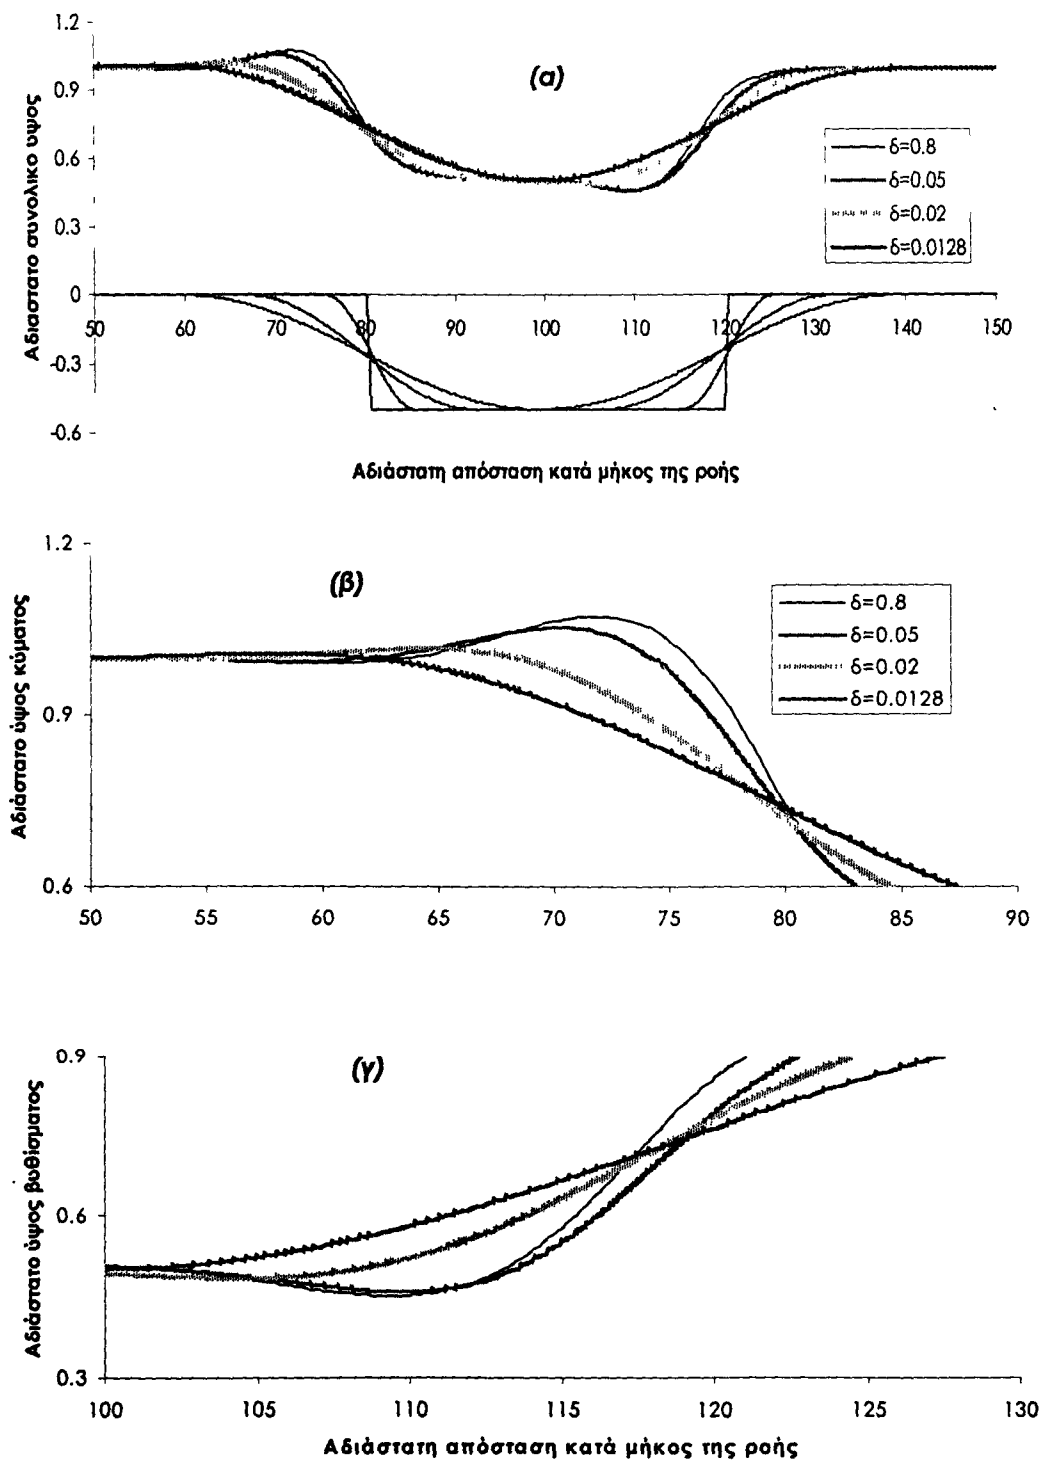 1.2
(α)
0.9
δ=0.8
0.6
δ=0.05
δ=0.02
0.3
δ=0.0128
0
50 60 70 80 90 100 110 120 130 140 150
-0.3
-0.6
Αδιαστατο συνολικο υψος
Αδιάστατη απόσταση κατά μήκος της ροής
1.2
(β)
δ=0.8
δ=0.05
δ=0.02
δ=0.0128
0.9
0.6
50 55 60 65 70 75 80 85 90
Αδιάστατο ύψος κύματος
0.9
(γ)
0.6
0.3
100 105 110 115 120 125 130
Αδιάστατο ύψος βυθίσματος
Αδιάστατη απόσταση κατά μήκος της ροής